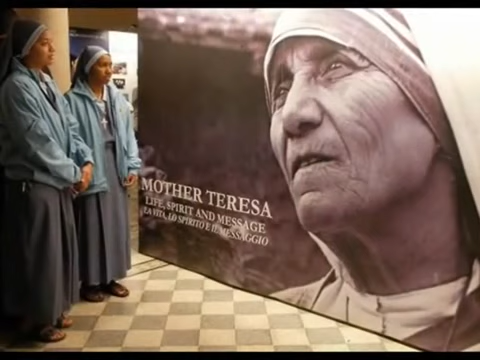 MOTHER TERESA
LIFE, SPIRIT AND MESSAGE
LA VITA, LO SPIRITO E IL MESSAGGIO